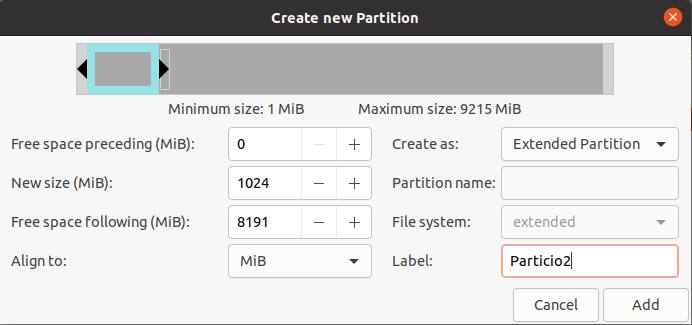 Create new Partition
Minimum size: 1 MiB Maximum size: 9215 MiB
Free space preceding (MiB): 0 Create as: Extended Partition
New size (MiB): 1024 Partition name:
Free space following (MiB): 8191 File system: extended
Align to: MiB Label: Particio2
Cancel Add